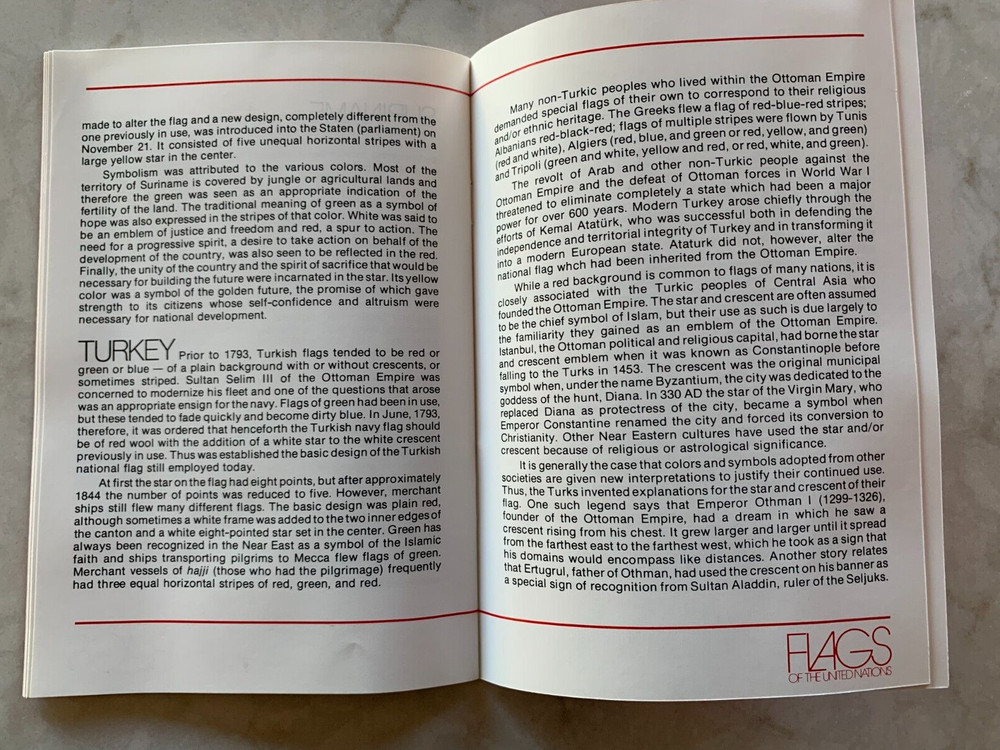 made to alter the flag and a new design, completely different from the
one previously in use, was introduced into the Staten (parliament) on
November 21. It consisted of five unequal horizontal stripes with a
large yellow star in the center.
Symbolism was attributed to the various colors. Most of the
territory of Suriname is covered by jungle or agricultural lands and
therefore the green was seen as an appropriate indication of the
fertility of the land. The traditional meaning of green as a symbol of
hope was also expressed in the stripes of that color. White was said to
be an emblem of justice and freedom and red, a spur to action. The
need for a progressive spirit, a desire to take action on behalf of the
development of the country, was also seen to be reflected in the red.
Finally, the unity of the country and the spirit of sacrifice that would be
necessary for building the future were incarnated in the star. Its yellow
color was a symbol of the golden future, the promise of which gave
strength to its citizens whose self-confidence and altruism were
necessary for national development.
TURKEY Prior to 1793, Turkish flags tended to be red or
green or blue — of a plain background with or without crescents, or
sometimes striped. Sultan Selim III of the Ottoman Empire was
concerned to modernize his fleet and one of the questions that arose
was an appropriate ensign for the navy. Flags of green had been in use,
but these tended to fade quickly and become dirty blue. In June, 1793,
therefore, it was ordered that henceforth the Turkish navy flag should
be of red wool with the addition of a white star to the white crescent
previously in use. Thus was established the basic design of the Turkish
national flag still employed today.
At first the star on the flag had eight points, but after approximately
1844 the number of points was reduced to five. However, merchant
ships still flew many different flags. The basic design was plain red,
although sometimes a white frame was added to the two inner edges of
the canton and a white eight-pointed star set in the center. Green has
always been recognized in the Near East as a symbol of the Islamic
faith and ships transporting pilgrims to Mecca flew flags of green.
Merchant vessels of hajji (those who had the pilgrimage) frequently
had three equal horizontal stripes of red, green, and red.
Many non-Turkic peoples who lived within the Ottoman Empire
demanded special flags of their own to correspond to their religious
and/or ethnic heritage. The Greeks flew a flag of red-blue-red stripes;
Albanians red-black-red; flags of multiple stripes were flown by Tunis
(red and white), Algiers (red, blue, and green or red, yellow, and green)
and Tripoli (green and white, yellow and red, or red, white, and green).
The revolt of Arab and other non-Turkic people against the
Ottoman Empire and the defeat of Ottoman forces in World War I
threatened to eliminate completely a state which had been a major
power for over 600 years. Modern Turkey arose chiefly through the
efforts of Kemal Atatürk, who was successful both in defending the
independence and territorial integrity of Turkey and in transforming it
into a modern European state. Ataturk did not, however, alter the
national flag whch had been inherited from the Ottoman Empire.
While a red background is common to flags of many nations, it is
closely associated with the Turkic peoples of Central Asia who
founded the Ottoman Empire. The star and crescent are often assumed
to be the chief symbol of Islam, but their use as such is due largely to
the familiarity they gained as an emblem of the Ottoman Empire.
Istanbul, the Ottoman political and religious capital, had borne the star
and crescent emblem when it was known as Constantinople before
falling to the Turks in 1453. The crescent was the original municipal
symbol when, under the name Byzantium, the city was dedicated to the
goddess of the hunt, Diana. In 330 AD the star of the Virgin Mary, who
replaced Diana as protectress of the city, became a symbol when
Emperor Constantine renamed the city and forced its conversion to
Christianity. Other Near Eastern cultures have used the star and/or
crescent because of religious or astrological significance.
It is generally the case that colors and symbols adopted from other
societies are given new interpretations to justify their continued use.
Thus, the Turks invented explanations for the star and crescent of their
flag. One such legend says that Emperor Othman I (1299-1326),
founder of the Ottoman Empire, had a dream in which he saw a
crescent rising from his chest. It grew larger and larger until it spread
from the farthest east to the farthest west, which he took as a sign that
his domains would encompass like distances. Another story relates
that Ertugrul, father of Othman, had used the crescent on his banner as
a special sign of recognition from Sultan Aladdin, ruler of the Seljuks.
FLAGS
OF THE UNITED NATIONS